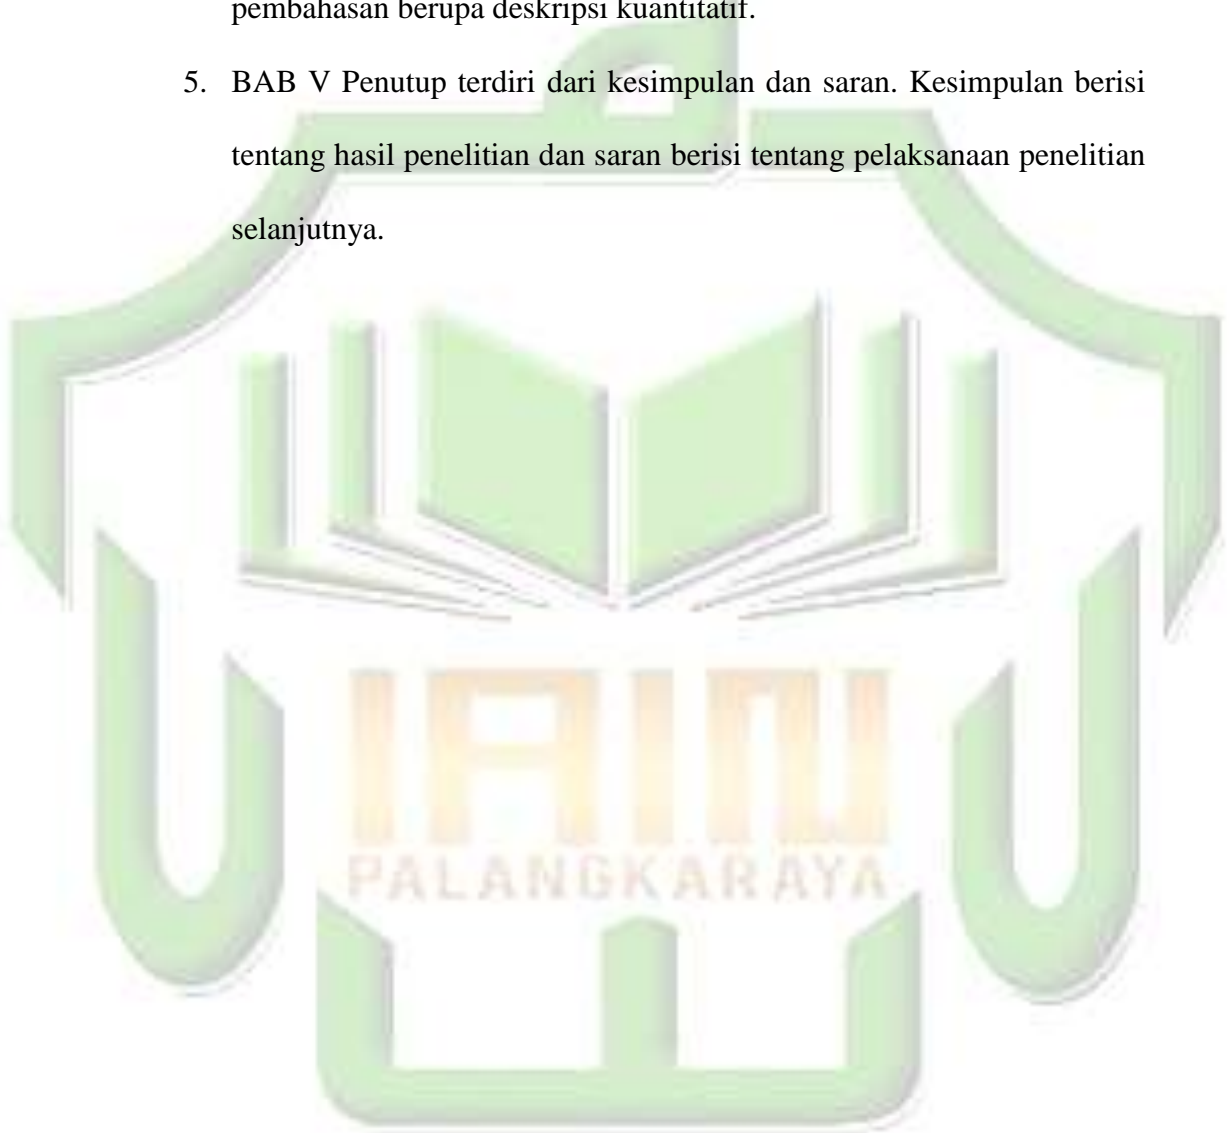 pembahasan berupa deskripsi kuantitatif.
5. BAB V Penutup terdiri dari kesimpulan dan saran. Kesimpulan berisi
tentang hasil penelitian dan saran berisi tentang pelaksanaan penelitian
selanjutnya.
IAIN
PALANGKARAYA